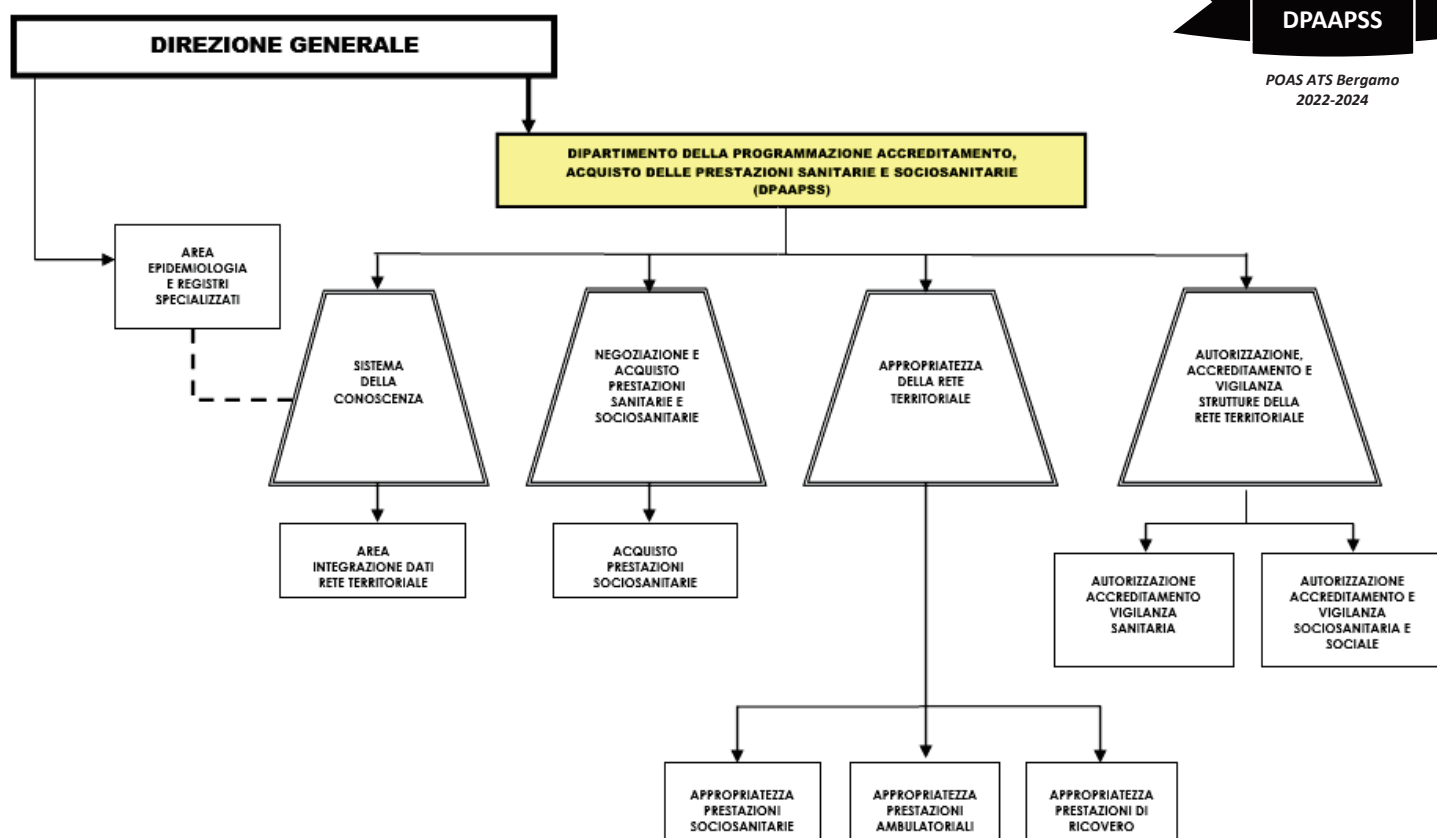 DPAAPSS
POAS ATS Bergamo
2022-2024
DIREZIONE GENERALE
DIPARTIMENTO DELLA PROGRAMMAZIONE ACCREDITAMENTO,
ACQUISTO DELLE PRESTAZIONI SANITARIE E SOCIOSANITARIE
(DPAAPSS)
AREA
EPIDEMIOLOGIA
E REGISTRI
SPECIALIZZATI
SISTEMA
DELLA
CONOSCENZA
NEGOZIAZIONE E
ACQUISTO
PRESTAZIONI
SANITARIE E
SOCIOSANITARIE
APPROPRIATEZZA
DELLA RETE
TERRITORIALE
AUTORIZZAZIONE,
ACCREDITAMENTO E
VIGILANZA
STRUTTURE DELLA
RETE TERRITORIALE
AREA
INTEGRAZIONE DATI
RETE TERRITORIALE
ACQUISTO
PRESTAZIONI
SOCIOSANITARIE
AUTORIZZAZIONE
ACCREDITAMENTO
VIGILANZA
SANITARIA
AUTORIZZAZIONE
ACCREDITAMENTO E
VIGILANZA
SOCIOSANITARIA E
SOCIALE
APPROPRIATEZZA
PRESTAZIONI
SOCIOSANITARIE
APPROPRIATEZZA
PRESTAZIONI
AMBULATORIALI
APPROPRIATEZZA
PRESTAZIONI DI
RICOVERO